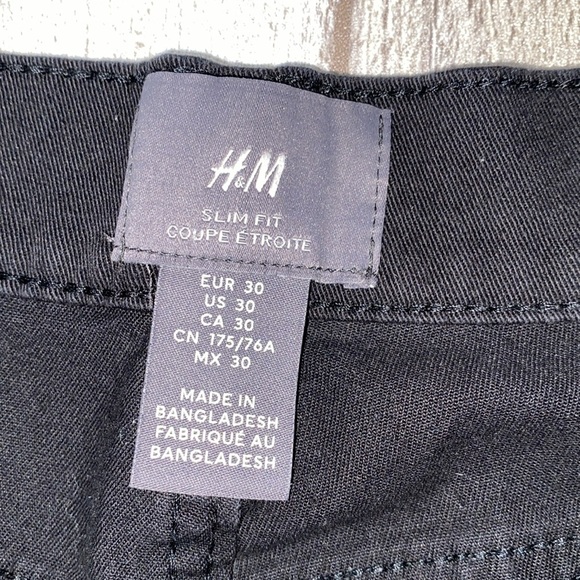 H&M
SLIM FIT
COUPE ÉTROITE
EUR 30
US 30
CA 30
CN 175/76A
MX 30
MADE IN
BANGLADESH
FABRIQUÉ AU
BANGLADESH